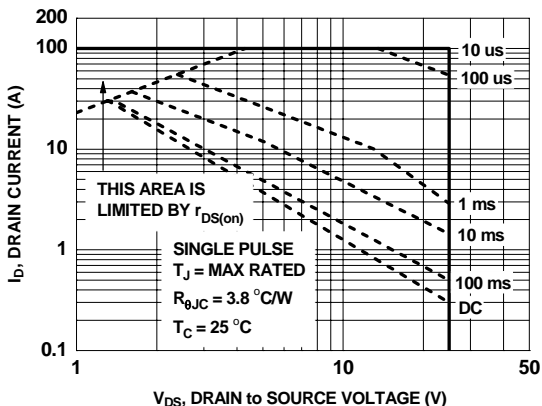 200
100
10
1
0.1
1
10
50
I_D, DRAIN CURRENT (A)
V_DS, DRAIN to SOURCE VOLTAGE (V)
10 us
100 us
1 ms
10 ms
100 ms
DC
THIS AREA IS
LIMITED BY r_DS(on)
SINGLE PULSE
T_J = MAX RATED
R_θJC = 3.8 °C/W
T_C = 25 °C